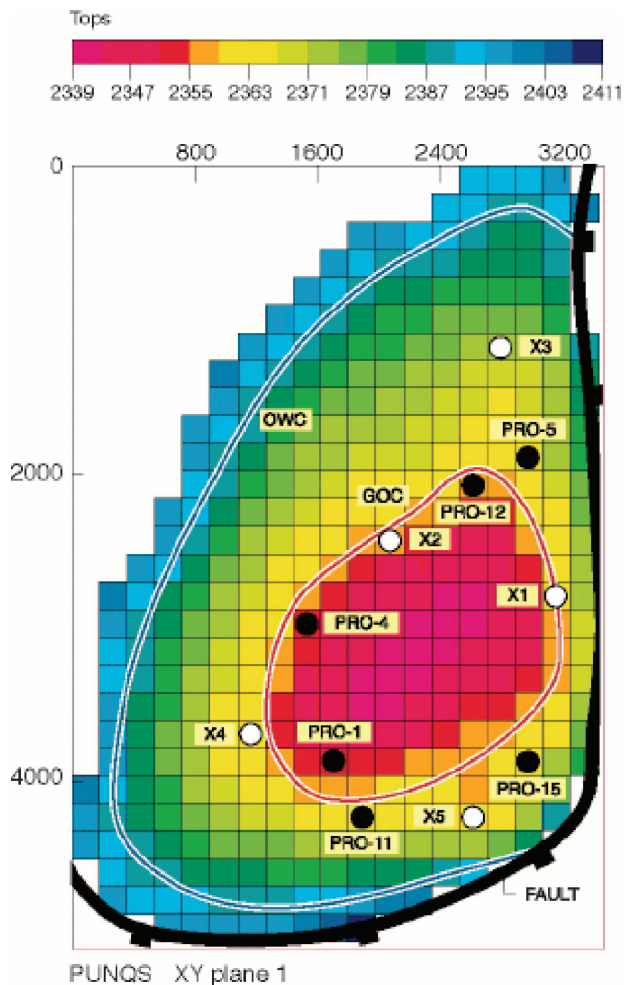 Tops
2339 2347 2355 2363 2371 2379 2387 2395 2403 2411
0 800 1600 2400 3200
X3
OWC
PRO-5
2000
GOC
PRO-12
X2
X1
PRO-4
X4
PRO-1
4000
PRO-15
X5
PRO-11
FAULT
PUNQS XY plane 1